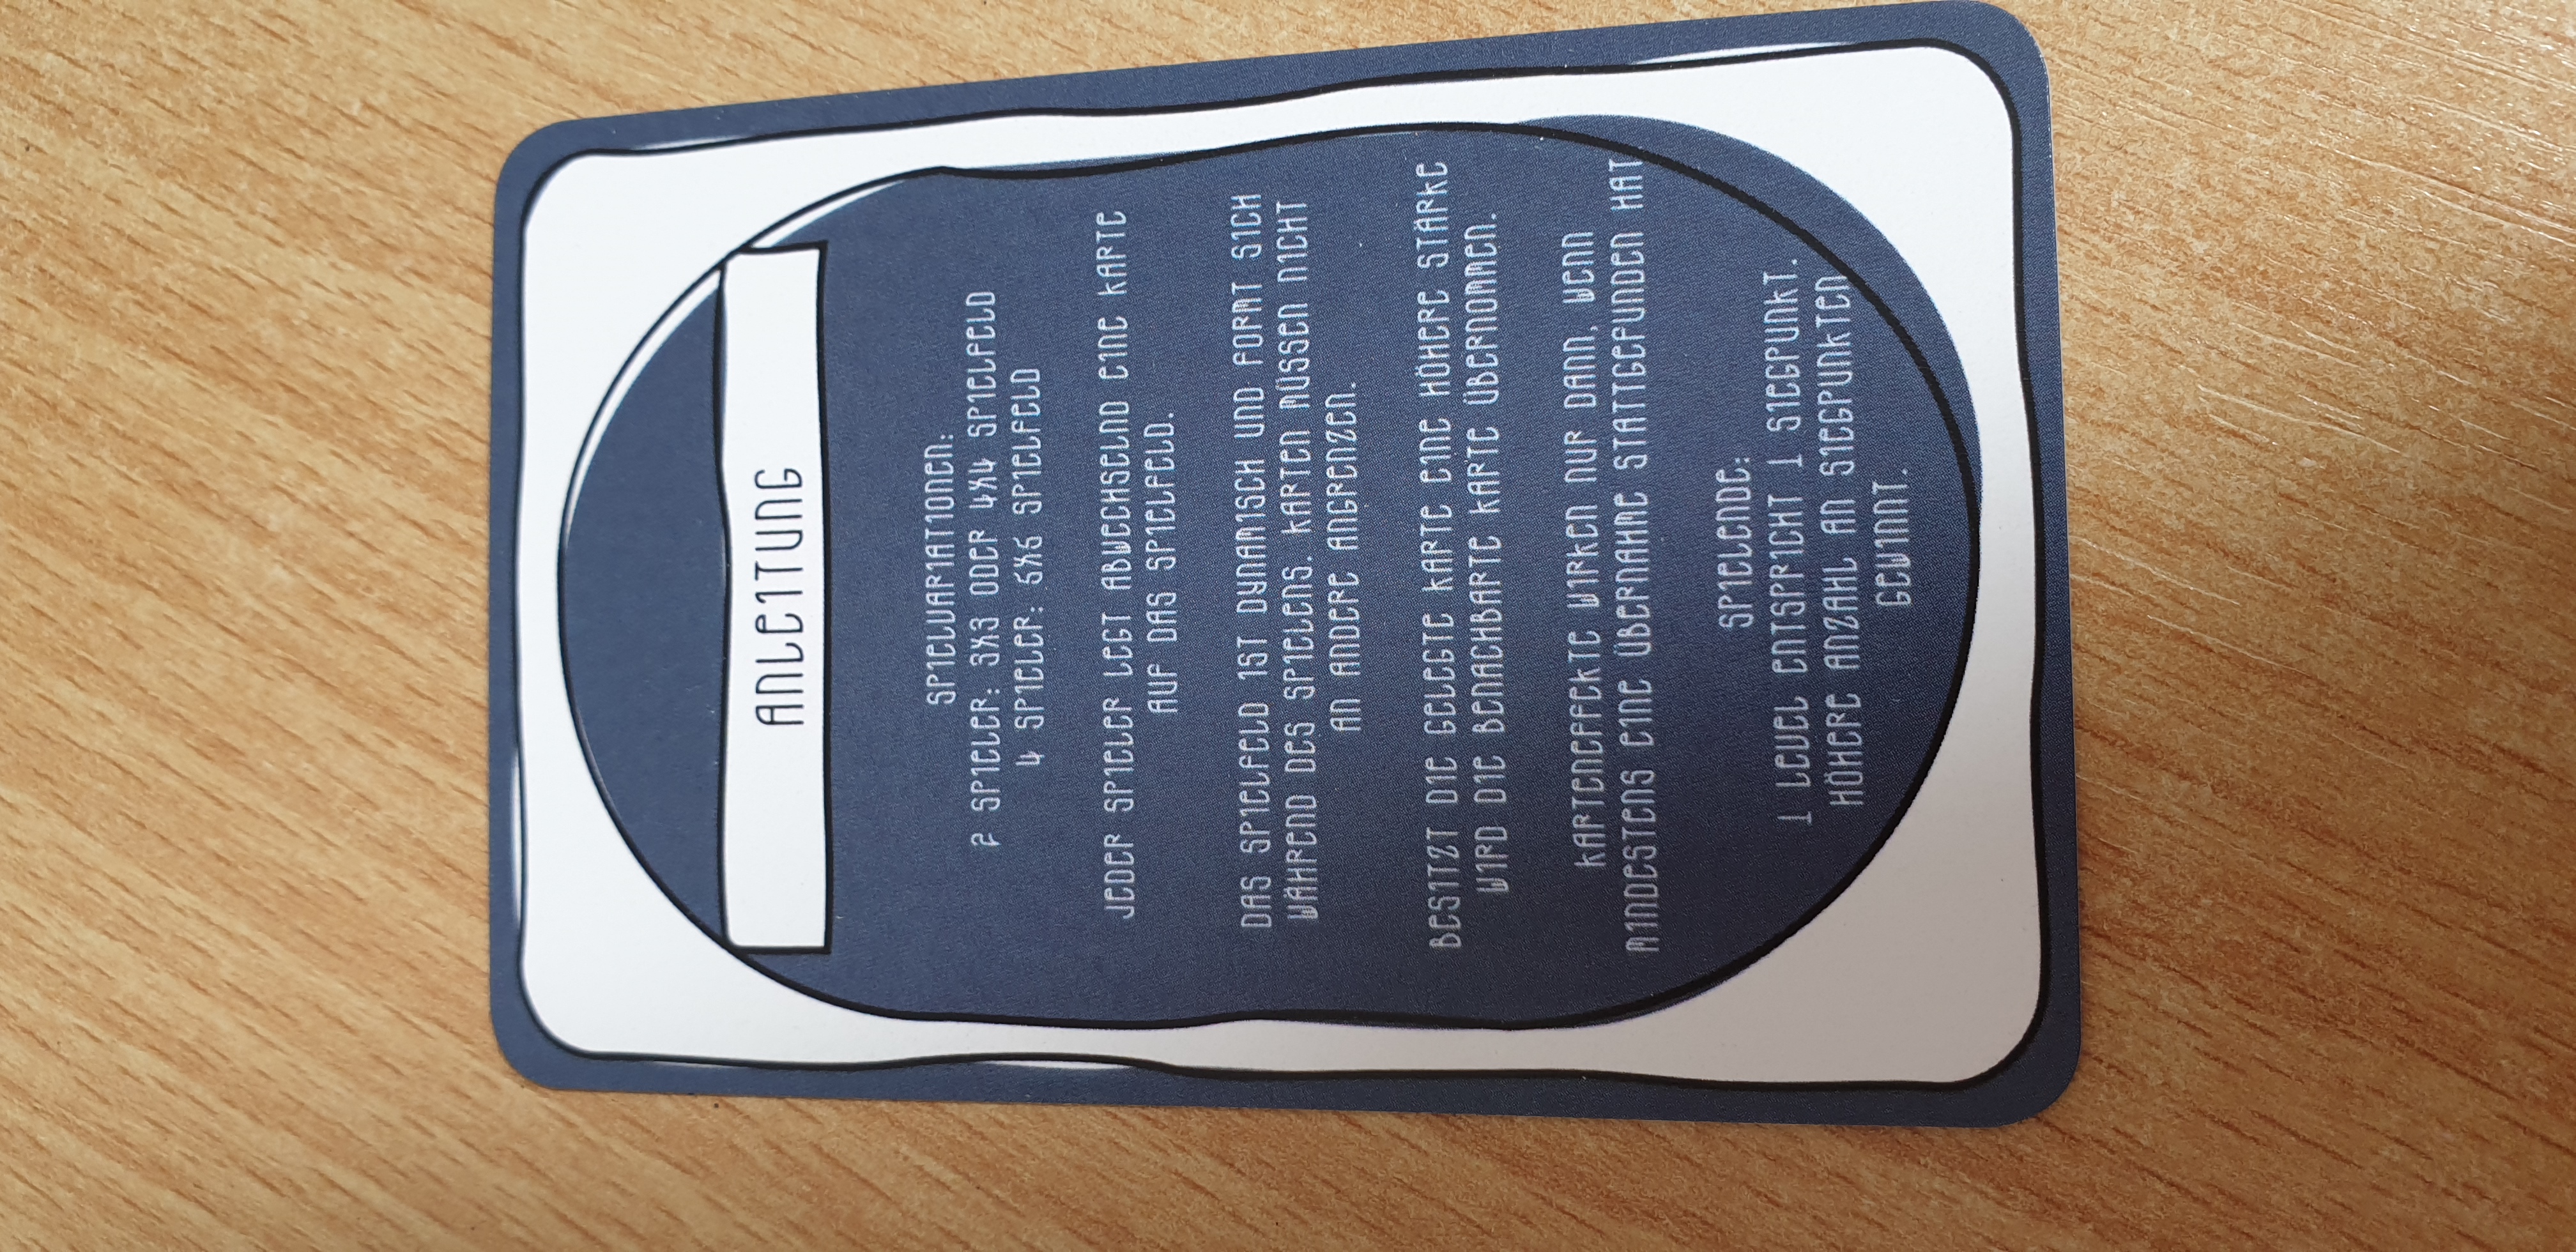 ANLEITUNG
SPIELVARIATIONEN:
2 SPIELER: 3X3 ODER 4X4 SPIELFELD
4 SPIELER: 6X6 SPIELFELD
JEDER SPIELER LEGT ABWECHSELND EINE KARTE
AUF DAS SPIELFELD.
DAS SPIELFELD IST DYNAMISCH UND FORMT SICH
WÄHREND DES SPIELENS. KARTEN MÜSSEN NICHT
AN ANDERE ANGRENZEN.
BESITZT DIE GELEGTE KARTE EINE HÖHERE STÄRKE
WIRD DIE BENACHBARTE KARTE ÜBERNOMMEN.
KARTENEFFEKTE WIRKEN NUR DANN, WENN
MINDESTENS EINE ÜBERNAHME STATTGEFUNDEN HAT.
SPIELENDE:
1 LEVEL ENTSPRICHT 1 SIEGPUNKT.
HÖHERE ANZAHL AN SIEGPUNKTEN
GEWINNT.